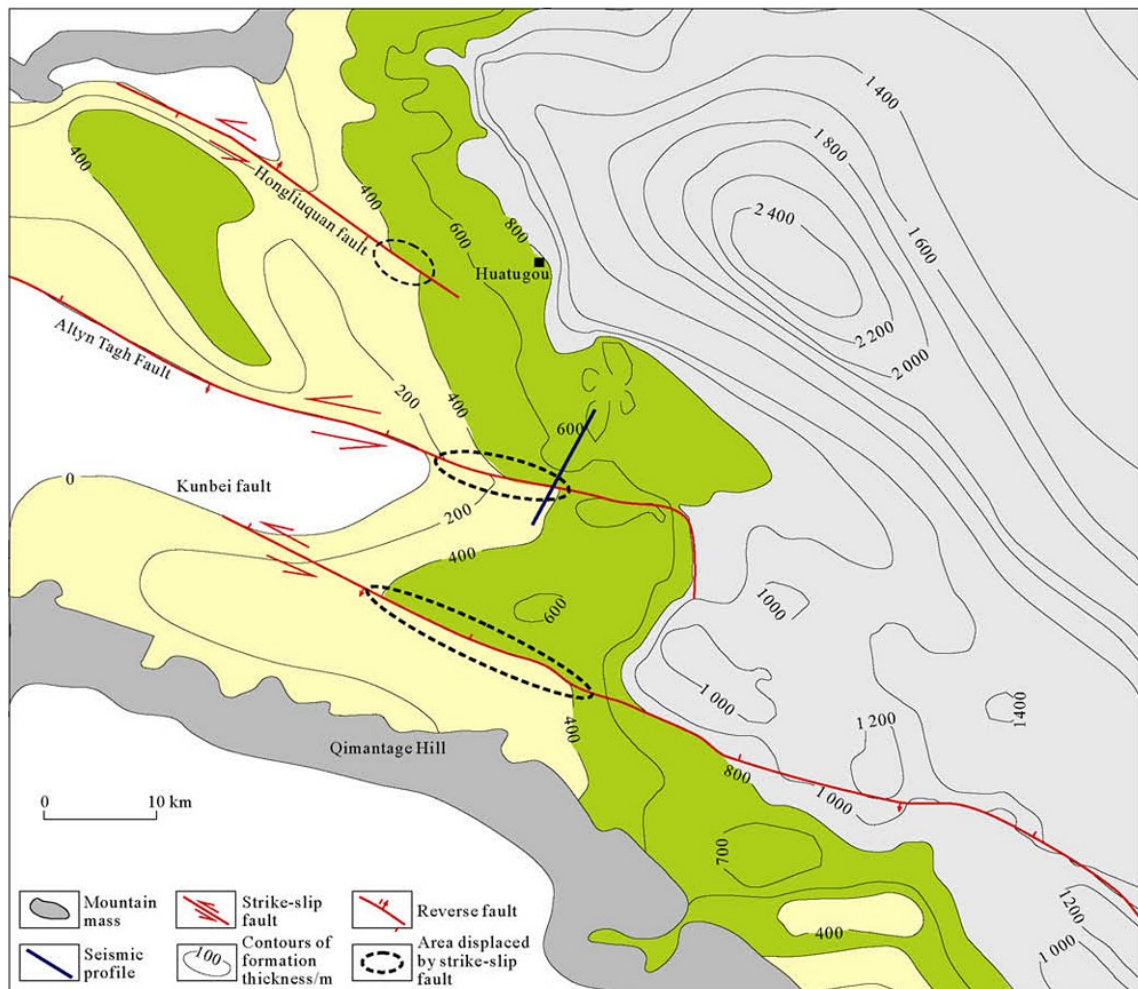 1 400
1 800
400
Hongliuquan fault
400
2 400
1 600
600
800
Huatugou
2 200
2 000
Altyn Tagh Fault
200
400
600
0
Kunbei fault
200
400
600
1000
1 000
1 200
1400
400
Qimantage Hill
800
1 000
0
10 km
700
1200
400
1 000
Mountain
mass
Strike-slip
fault
Reverse fault
Seismic
profile
100
Contours of
formation
thickness/m
Area displaced
by strike-slip
fault